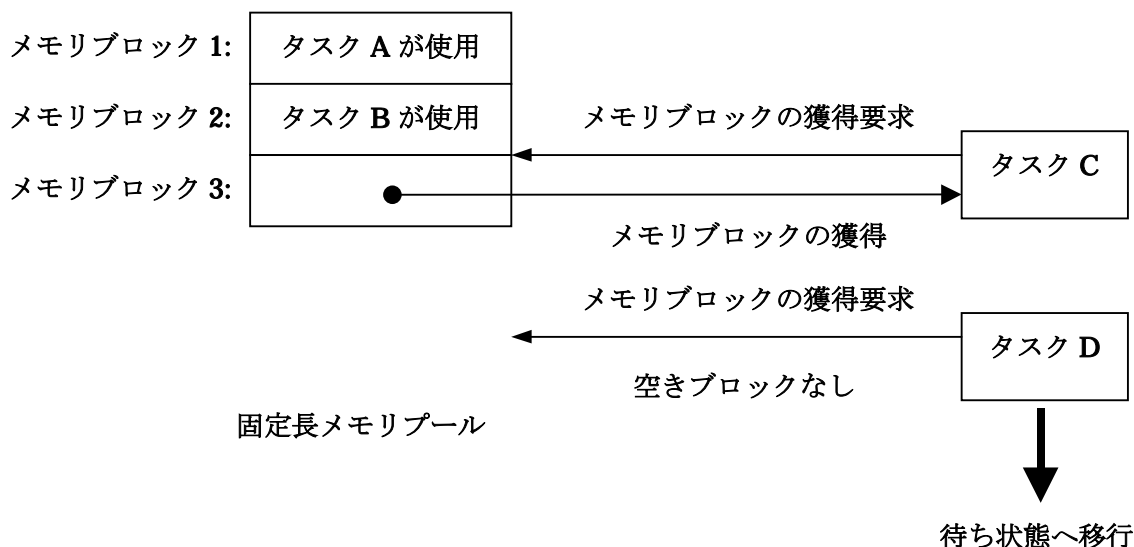 メモリブロック 1: タスク A が使用
メモリブロック 2: タスク B が使用
メモリブロックの獲得要求
タスク C
メモリブロック 3:
メモリブロックの獲得
メモリブロックの獲得要求
タスク D
空きブロックなし
固定長メモリプール
待ち状態へ移行